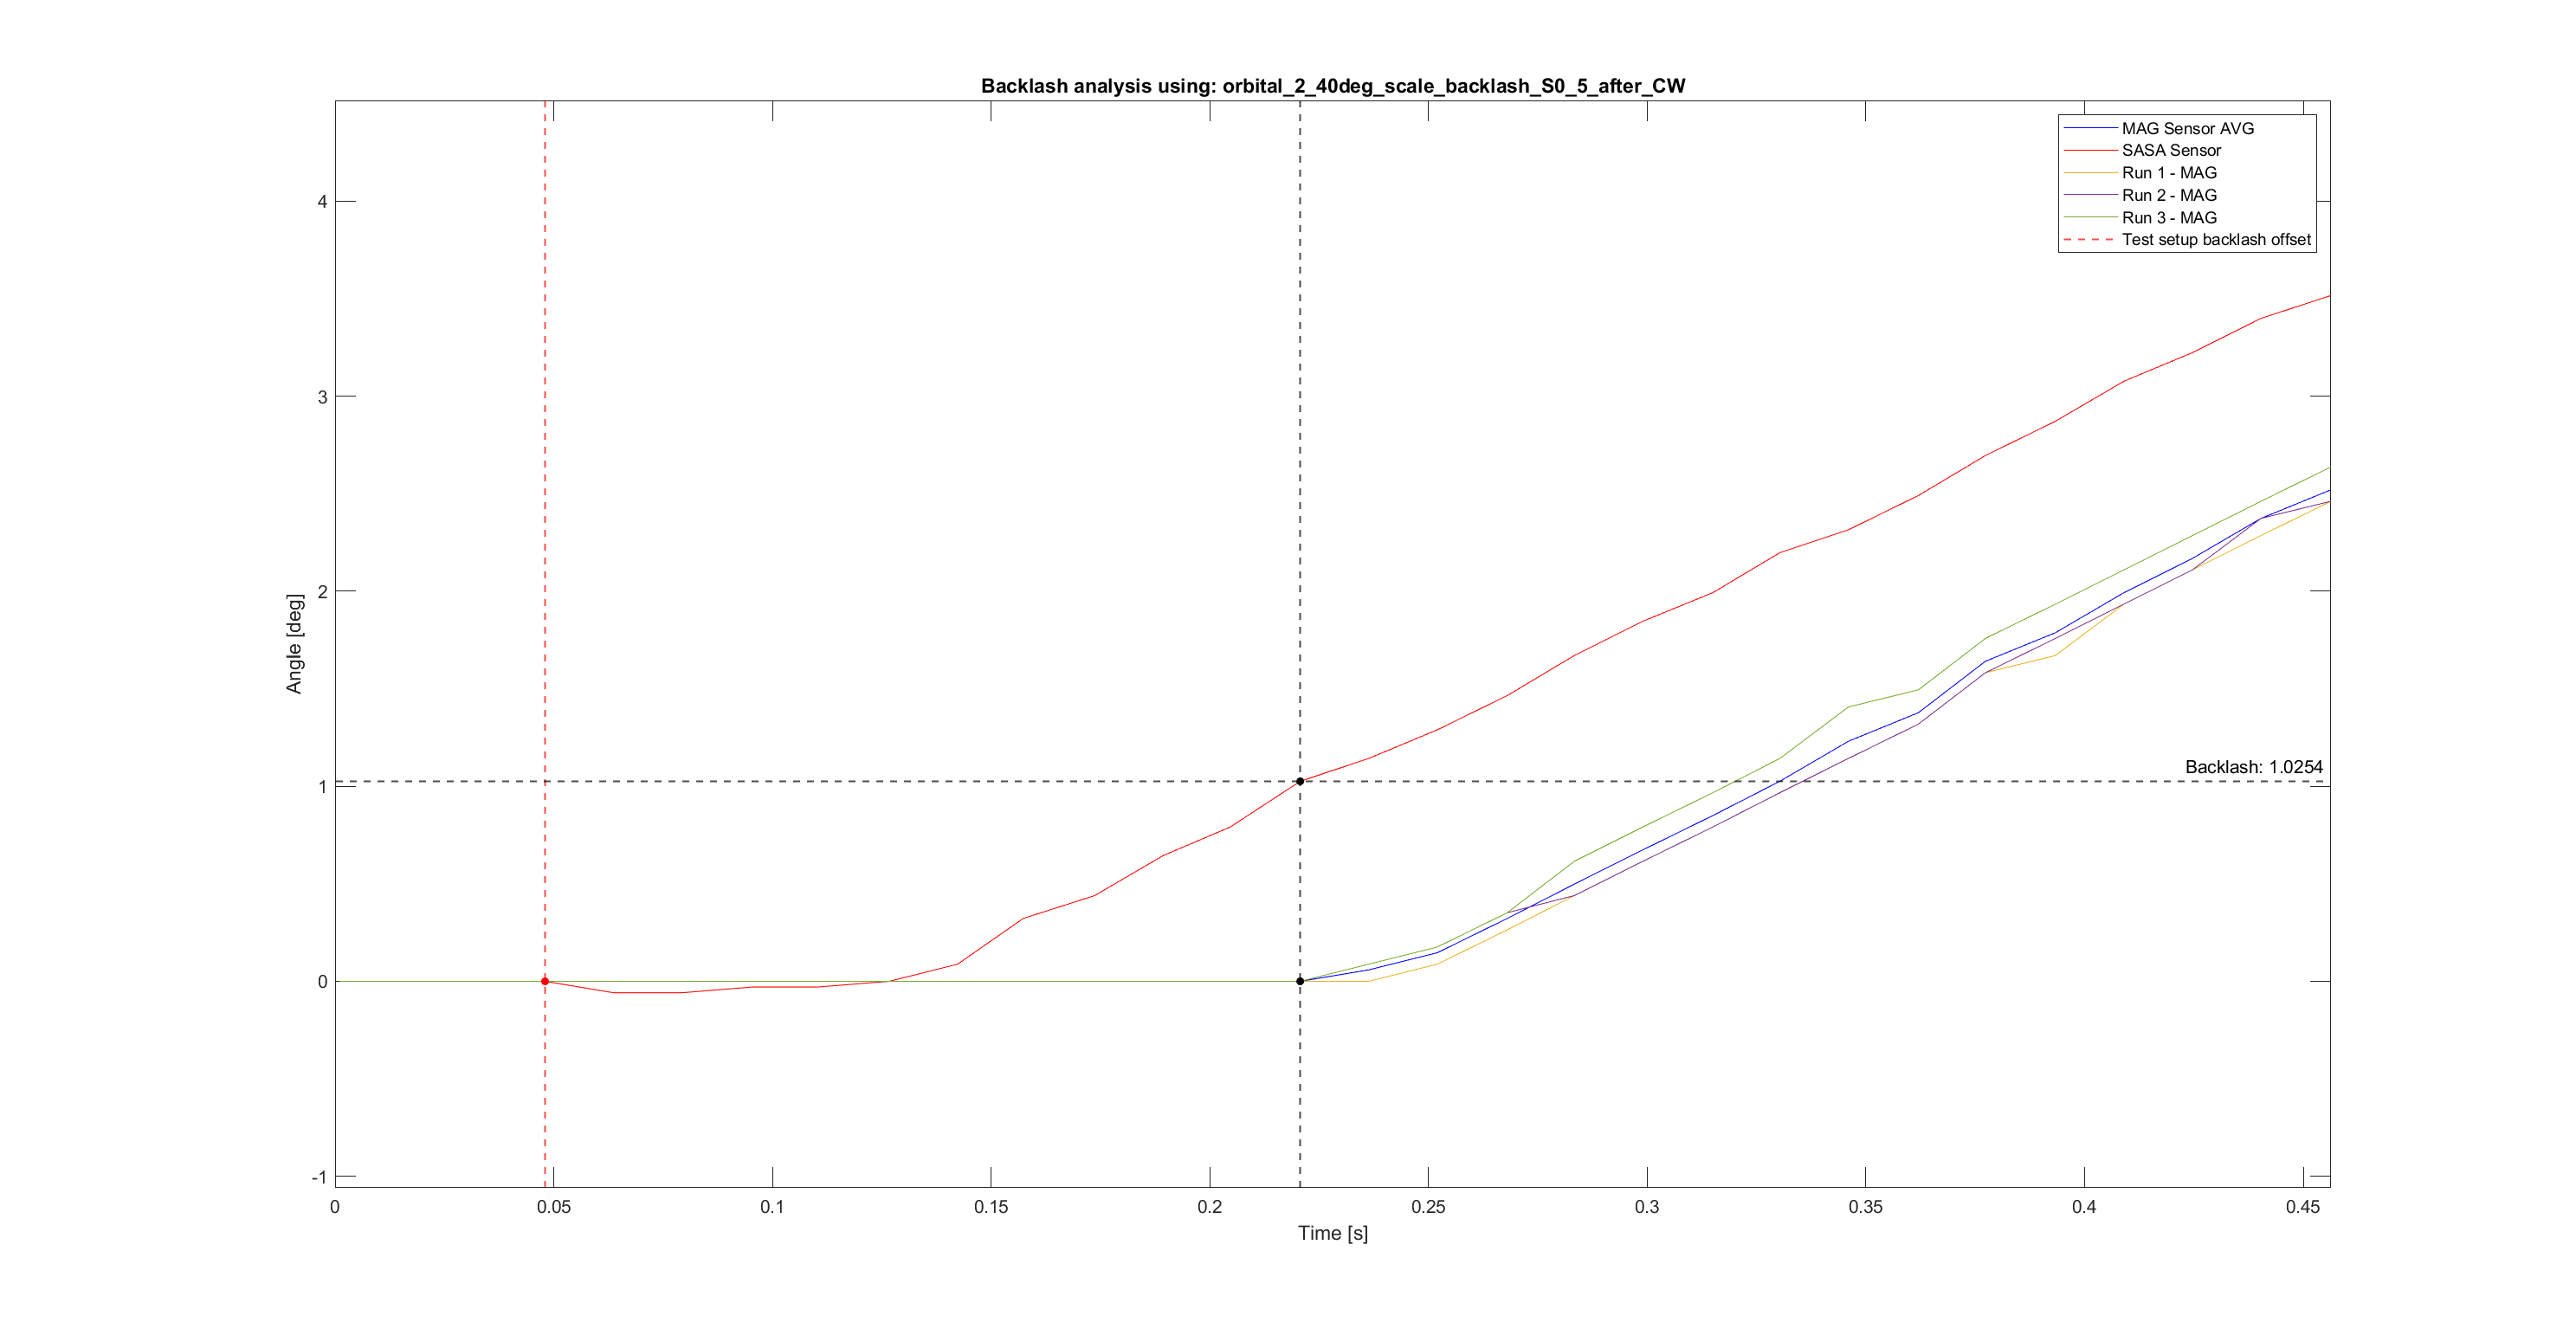 Backlash analysis using: orbital_2_40deg_scale_backlash_S0_5_after_CW
MAG Sensor AVG
SASA Sensor
Run 1 - MAG
Run 2 - MAG
Run 3 - MAG
Test setup backlash offset
4
3
2
1
0
-1
Angle [deg]
Backlash: 1.0254
0 0.05 0.1 0.15 0.2 0.25 0.3 0.35 0.4 0.45
Time [s]